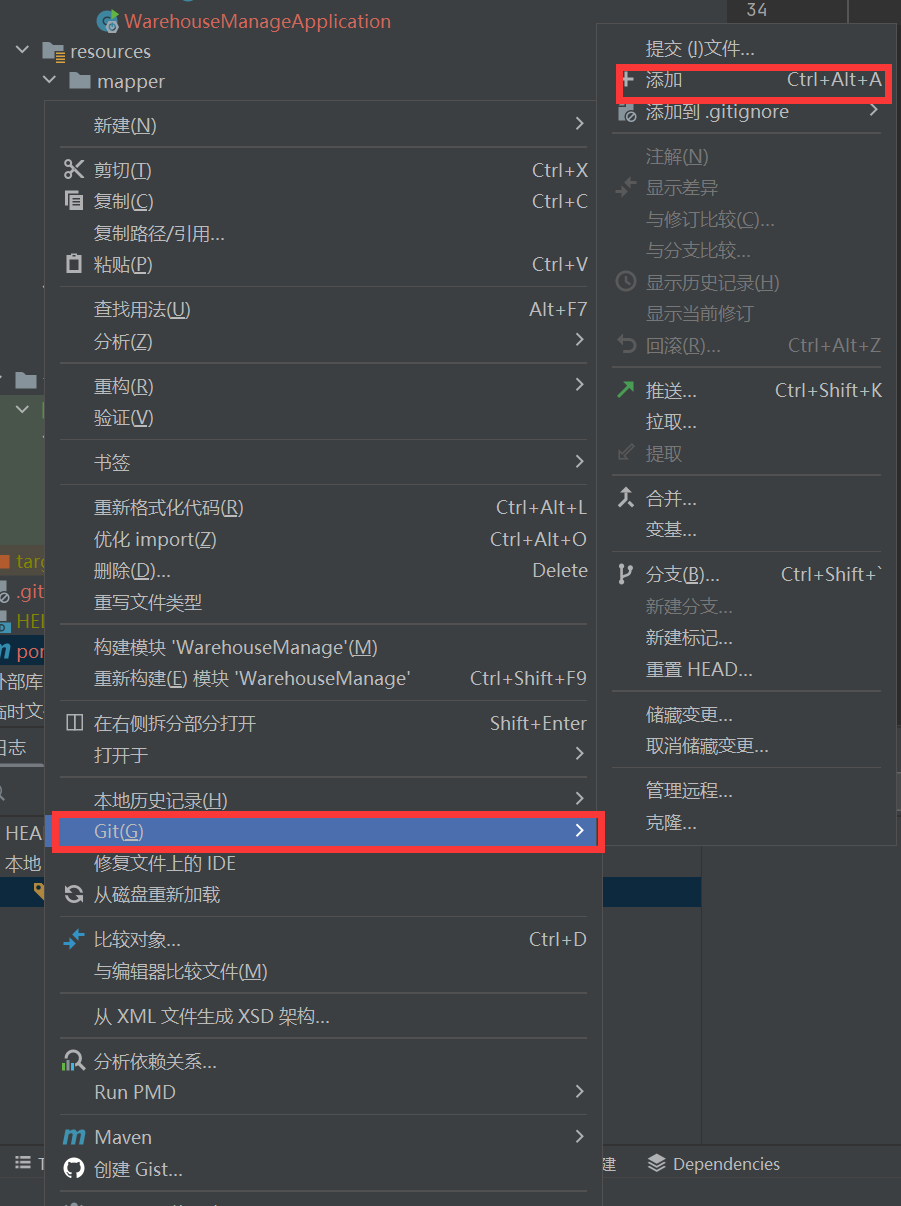 WarehouseManageApplication
34
resources
mapper
新建(N)
剪切(T) Ctrl+X
复制(C) Ctrl+C
复制路径/引用...
粘贴(P) Ctrl+V
查找用法(U) Alt+F7
分析(Z)
重构(R)
验证(V)
书签
重新格式化代码(R) Ctrl+Alt+L
优化 import(Z) Ctrl+Alt+O
删除(D)... Delete
重写文件类型
构建模块 'WarehouseManage'(M)
重新构建(E) 模块 'WarehouseManage' Ctrl+Shift+F9
在右侧拆分部分打开 Shift+Enter
打开于
本地历史记录(H)
Git(G)
修复文件上的 IDE
从磁盘重新加载
比较对象... Ctrl+D
与编辑器比较文件(M)
从 XML 文件生成 XSD 架构...
分析依赖关系...
Run PMD
Maven
创建 Gist...
提交 (I)文件...
添加 Ctrl+Alt+A
添加到 .gitignore
注解(N)
显示差异
与修订比较(C)...
与分支比较...
显示历史记录(H)
显示当前修订
回滚(R)... Ctrl+Alt+Z
推送... Ctrl+Shift+K
拉取...
提取
合并...
变基...
分支(B)... Ctrl+Shift+`
新建分支...
新建标记...
重置 HEAD...
储藏变更...
取消储藏变更...
管理远程...
克隆...
.git
HEA
本地
建
Dependencies